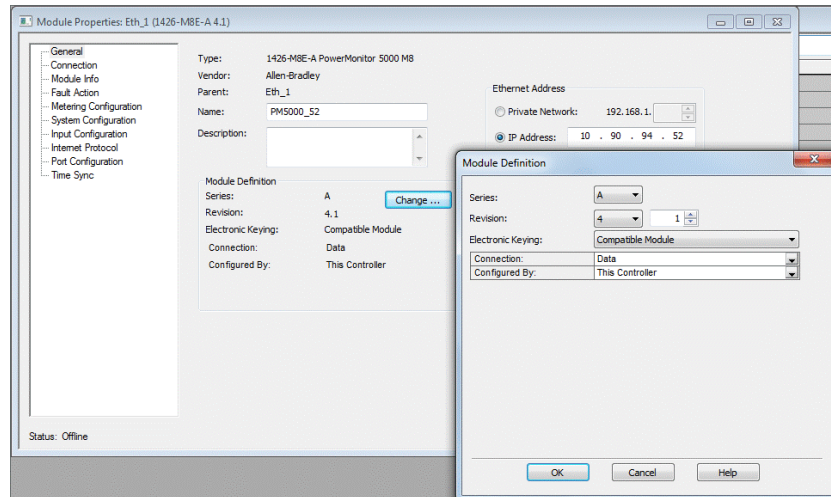 Module Properties: Eth_1 (1426-M8E-A 4.1)
General
Connection
Module Info
Fault Action
Metering Configuration
System Configuration
Input Configuration
Internet Protocol
Port Configuration
Time Sync
Type: 1426-M8E-A PowerMonitor 5000 M8
Vendor: Allen-Bradley
Parent: Eth_1
Name: PM5000_52
Description:
Ethernet Address
Private Network: 192.168.1.
IP Address: 10 . 90 . 94 . 52
Module Definition
Series: A
Change ...
Revision: 4.1
Electronic Keying: Compatible Module
Connection: Data
Configured By: This Controller
Status: Offline
Module Definition
Series: A
Revision: 4 1
Electronic Keying: Compatible Module
Connection: Data
Configured By: This Controller
OK Cancel Help